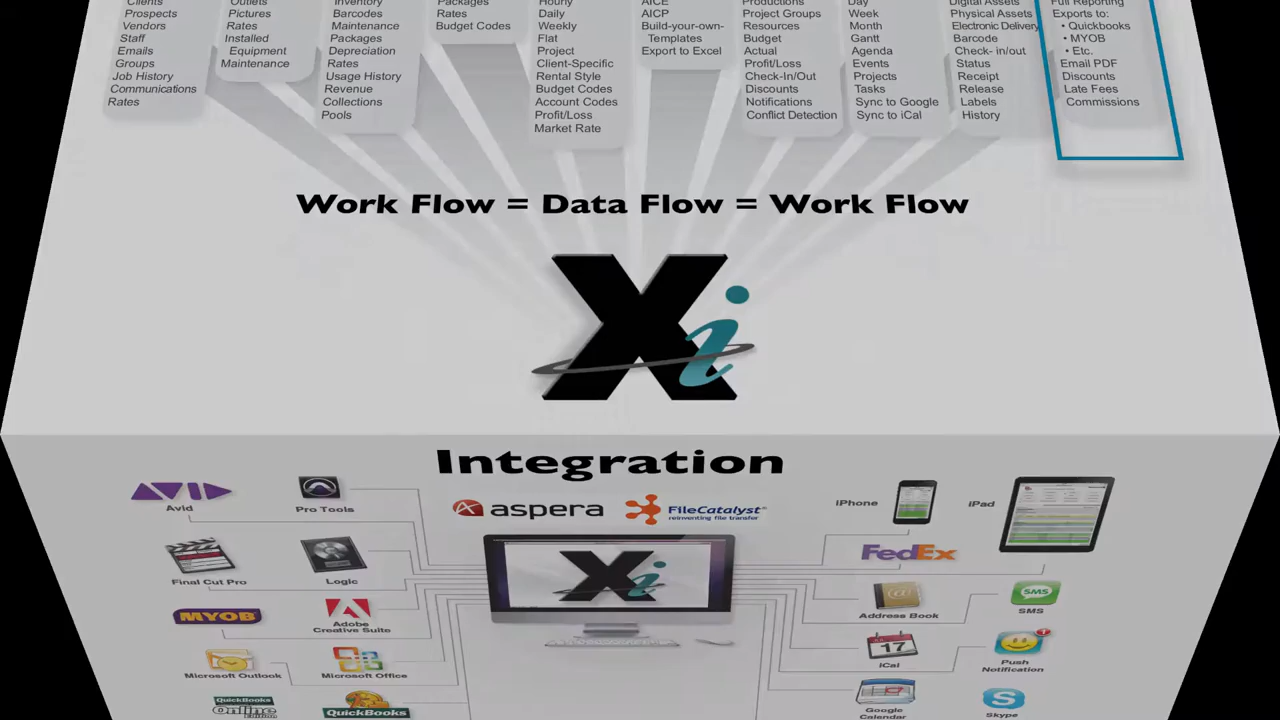 Clients
Prospects
Vendors
Staff
Emails
Groups
Job History
Communications
Rates
Outlets
Pictures
Rates
Installed
Equipment
Maintenance
Inventory
Barcodes
Maintenance
Packages
Depreciation
Rates
Usage History
Revenue
Collections
Pools
Packages
Rates
Budget Codes
Hourly
Daily
Weekly
Flat
Project
Client-Specific
Rental Style
Budget Codes
Account Codes
Profit/Loss
Market Rate
AICE
AICP
Build-your-own-
Templates
Export to Excel
Productions
Project Groups
Resources
Budget
Actual
Profit/Loss
Check-In/Out
Discounts
Notifications
Conflict Detection
Day
Week
Month
Gantt
Agenda
Events
Projects
Tasks
Sync to Google
Sync to iCal
Digital Assets
Physical Assets
Electronic Delivery
Barcode
Check- in/out
Status
Receipt
Release
Labels
History
Full Reporting
Exports to:
• Quickbooks
• MYOB
• Etc.
Email PDF
Discounts
Late Fees
Commissions
Work Flow = Data Flow = Work Flow
Xi
Integration
AVID
Avid
Pro Tools
aspera
FileCatalyst
reinventing file transfer
iPhone
iPad
Final Cut Pro
Logic
Xi
FedEx
MYOB
Adobe
Creative Suite
Address Book
SMS
SMS
Microsoft Outlook
Microsoft Office
17
iCal
Push
Notification
QuickBooks
Online
Edition
QuickBooks
Google
Calendar
Skype